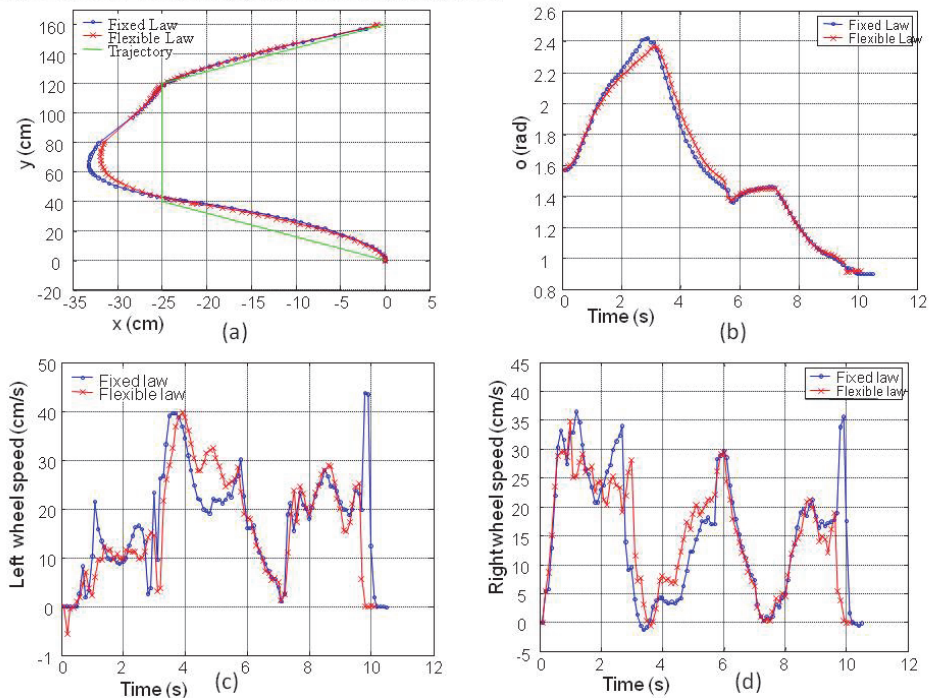 160
140
120
100
80
60
40
20
0
-20
y (cm)
Fixed Law
Flexible Law
Trajectory
-35 -30 -25 -20 -15 -10 -5 0
x (cm)
(a)
2.6
2.4
2.2
2
1.8
1.6
1.4
1.2
1
0.8
o (rad)
Fixed Law
Flexible Law
0 2 4 6 8 10 12
Time (s)
(b)
50
40
30
20
10
0
-1
Left wheel speed (cm/s)
Fixed law
Flexible law
0 2 4 6 8 10 12
Time (s)
(c)
45
40
35
30
25
20
15
10
5
0
-5
Right wheel speed (cm/s)
Fixed law
Flexible law
0 2 4 6 8 10 12
Time (s)
(d)